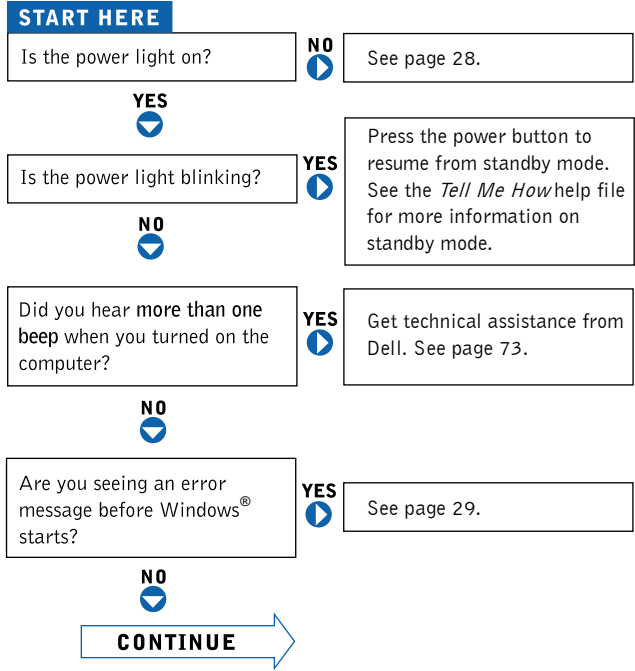 START HERE
Is the power light on?
NO
See page 28.
YES
Is the power light blinking?
YES
Press the power button to
resume from standby mode.
See the Tell Me How help file
for more information on
standby mode.
NO
Did you hear more than one
beep when you turned on the
computer?
YES
Get technical assistance from
Dell. See page 73.
NO
Are you seeing an error
message before Windows®
starts?
YES
See page 29.
NO
CONTINUE